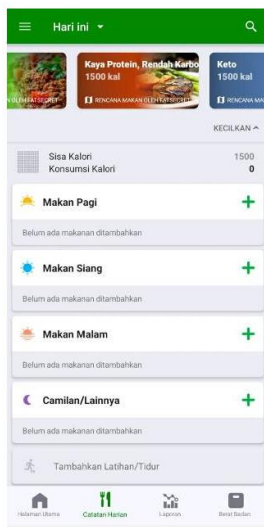 Hari ini
Kaya Protein, Rendah Karbo
1500 kal
RENCANA MAKAN OLEH FATSECRET
Keto
1500 kal
RENCANA MA
KECILKAN
Sisa Kalori 1500
Konsumsi Kalori 0
Makan Pagi
Belum ada makanan ditambahkan
Makan Siang
Belum ada makanan ditambahkan
Makan Malam
Belum ada makanan ditambahkan
Camilan/Lainnya
Belum ada makanan ditambahkan
Tambahkan Latihan/Tidur
Halaman Utama Catatan Harian Laporan Berat Badan